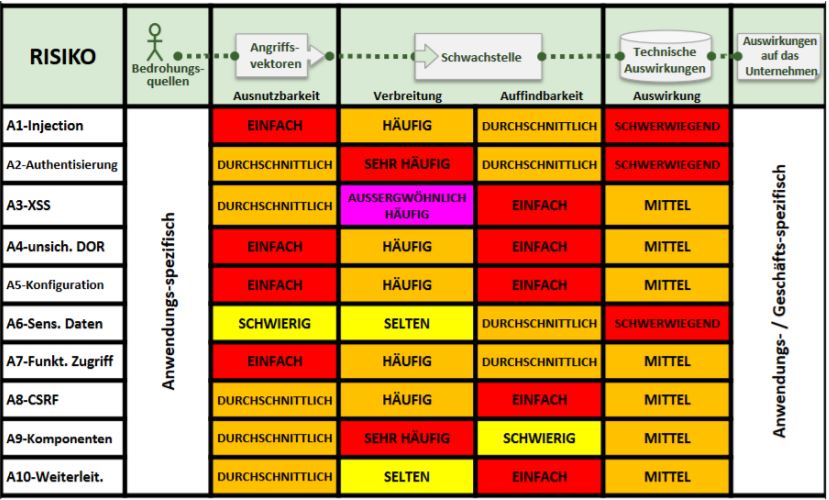 RISIKO
Bedrohungs-
quellen
Angriffs-
vektoren
Schwachstelle
Technische
Auswirkungen
Auswirkungen
auf das
Unternehmen
Ausnutzbarkeit Verbreitung Auffindbarkeit Auswirkung
A1-Injection EINFACH HÄUFIG DURCHSCHNITTLICH SCHWERWIEGEND
A2-Authentisierung DURCHSCHNITTLICH SEHR HÄUFIG DURCHSCHNITTLICH SCHWERWIEGEND
A3-XSS DURCHSCHNITTLICH AUSSERGWÖHNLICH
HÄUFIG EINFACH MITTEL
A4-unsich. DOR EINFACH HÄUFIG EINFACH MITTEL
A5-Konfiguration EINFACH HÄUFIG EINFACH MITTEL
A6-Sens. Daten SCHWIERIG SELTEN DURCHSCHNITTLICH SCHWERWIEGEND
A7-Funkt. Zugriff EINFACH HÄUFIG DURCHSCHNITTLICH MITTEL
A8-CSRF DURCHSCHNITTLICH HÄUFIG EINFACH MITTEL
A9-Komponenten DURCHSCHNITTLICH SEHR HÄUFIG SCHWIERIG MITTEL
A10-Weiterleit. DURCHSCHNITTLICH SELTEN EINFACH MITTEL
Anwendungs-spezifisch
Anwendungs- / Geschäfts-spezifisch